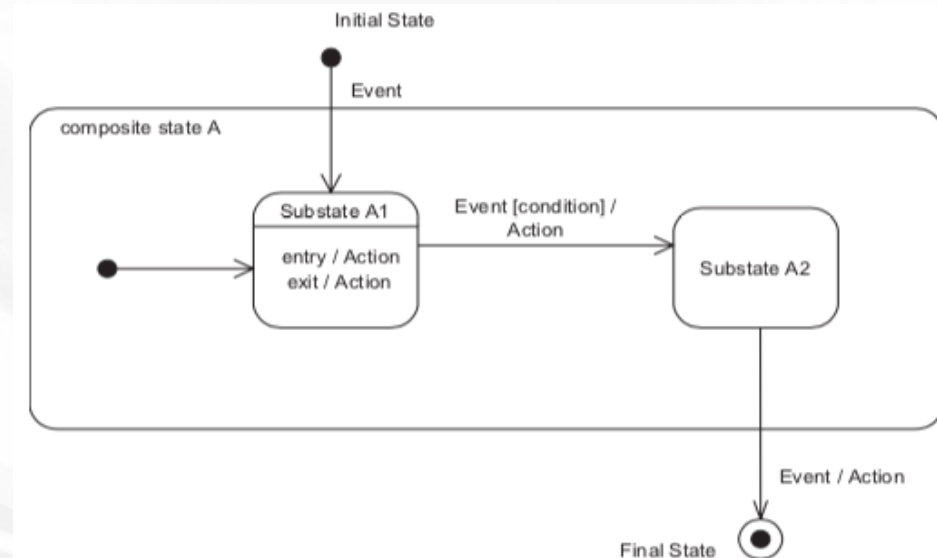 Initial State
Event
composite state A
Substate A1
entry / Action
exit / Action
Event [condition] /
Action
Substate A2
Event / Action
Final State